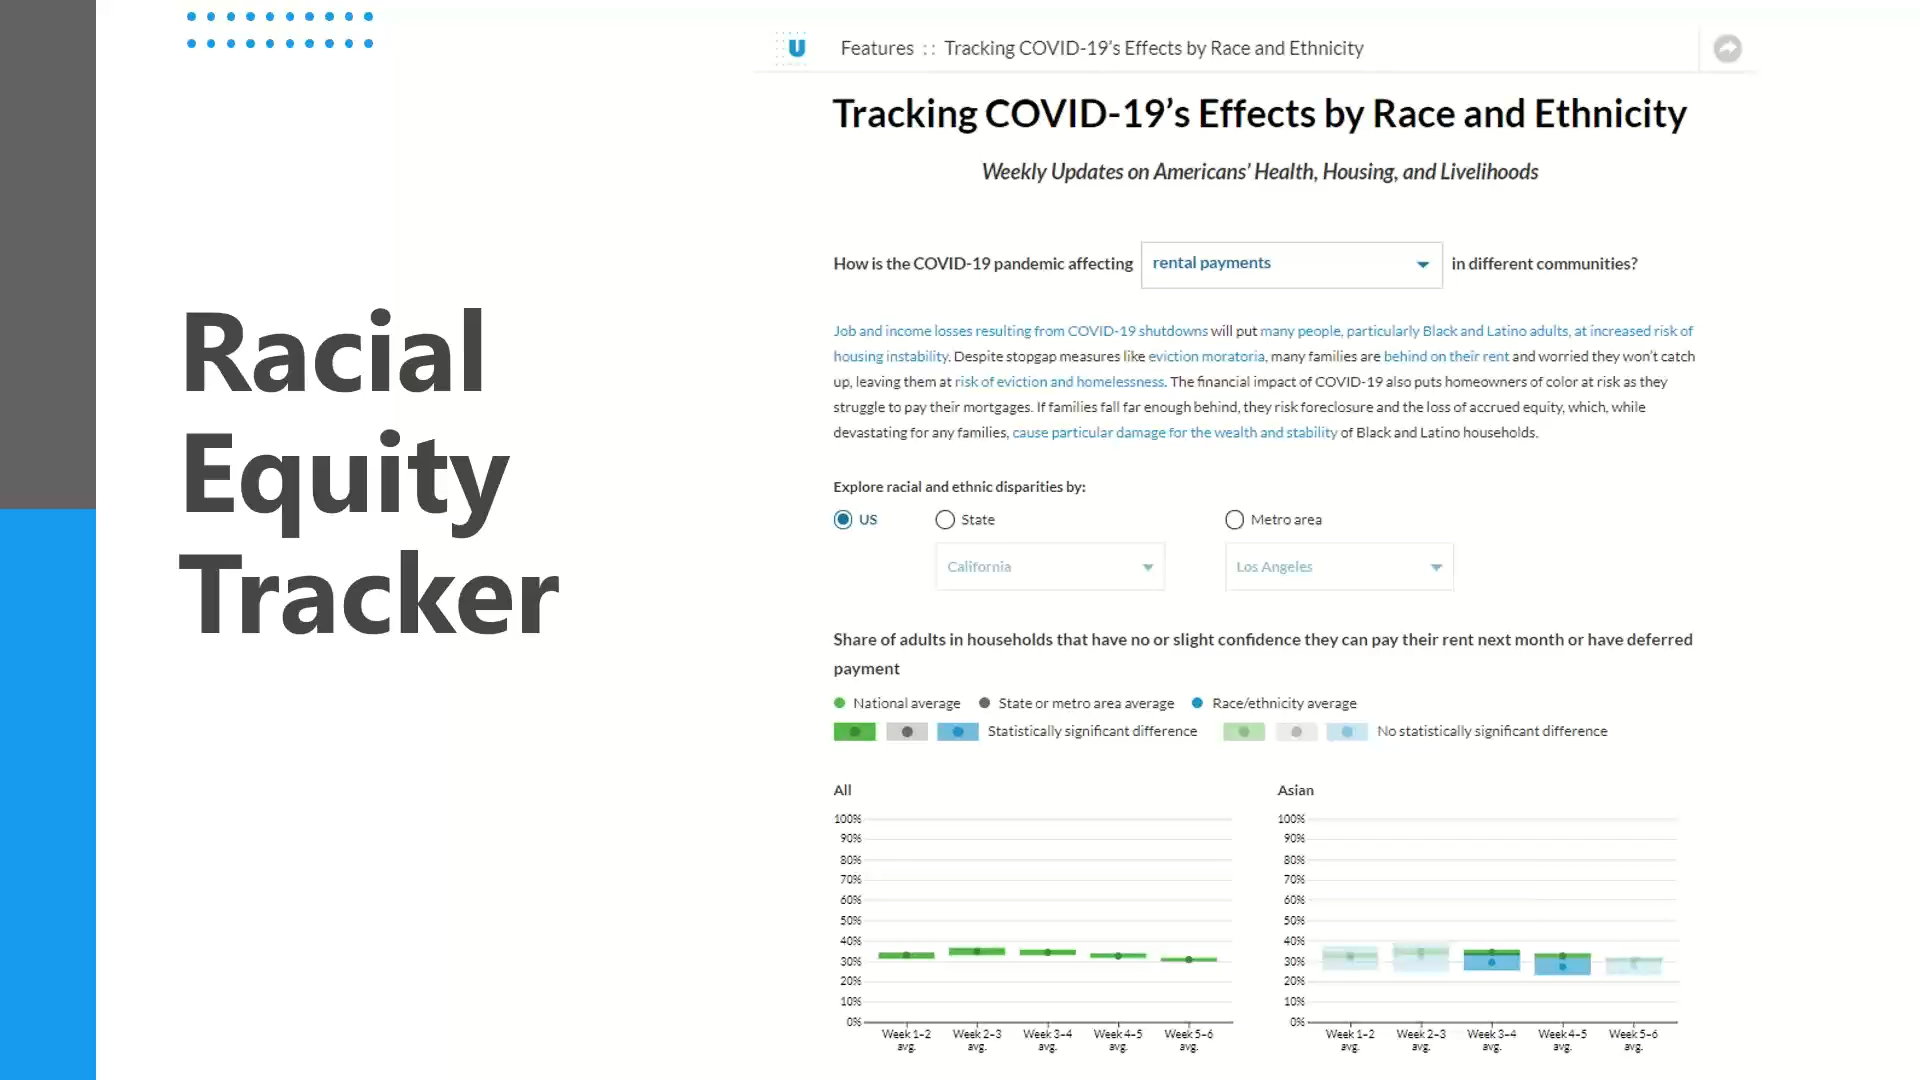 Racial
Equity
Tracker
U
Features :: Tracking COVID-19’s Effects by Race and Ethnicity
Tracking COVID-19’s Effects by Race and Ethnicity
Weekly Updates on Americans’ Health, Housing, and Livelihoods
How is the COVID-19 pandemic affecting rental payments in different communities?
Job and income losses resulting from COVID-19 shutdowns will put many people, particularly Black and Latino adults, at increased risk of
housing instability. Despite stopgap measures like eviction moratoria, many families are behind on their rent and worried they won’t catch
up, leaving them at risk of eviction and homelessness. The financial impact of COVID-19 also puts homeowners of color at risk as they
struggle to pay their mortgages. If families fall far enough behind, they risk foreclosure and the loss of accrued equity, which, while
devastating for any families, cause particular damage for the wealth and stability of Black and Latino households.
Explore racial and ethnic disparities by:
US State Metro area
California Los Angeles
Share of adults in households that have no or slight confidence they can pay their rent next month or have deferred
payment
National average State or metro area average Race/ethnicity average
Statistically significant difference No statistically significant difference
All
100%
90%
80%
70%
60%
50%
40%
30%
20%
10%
0%
Week 1-2 Week 2-3 Week 3-4 Week 4-5 Week 5-6
avg. avg. avg. avg. avg.
Asian
100%
90%
80%
70%
60%
50%
40%
30%
20%
10%
0%
Week 1-2 Week 2-3 Week 3-4 Week 4-5 Week 5-6
avg. avg. avg. avg. avg.